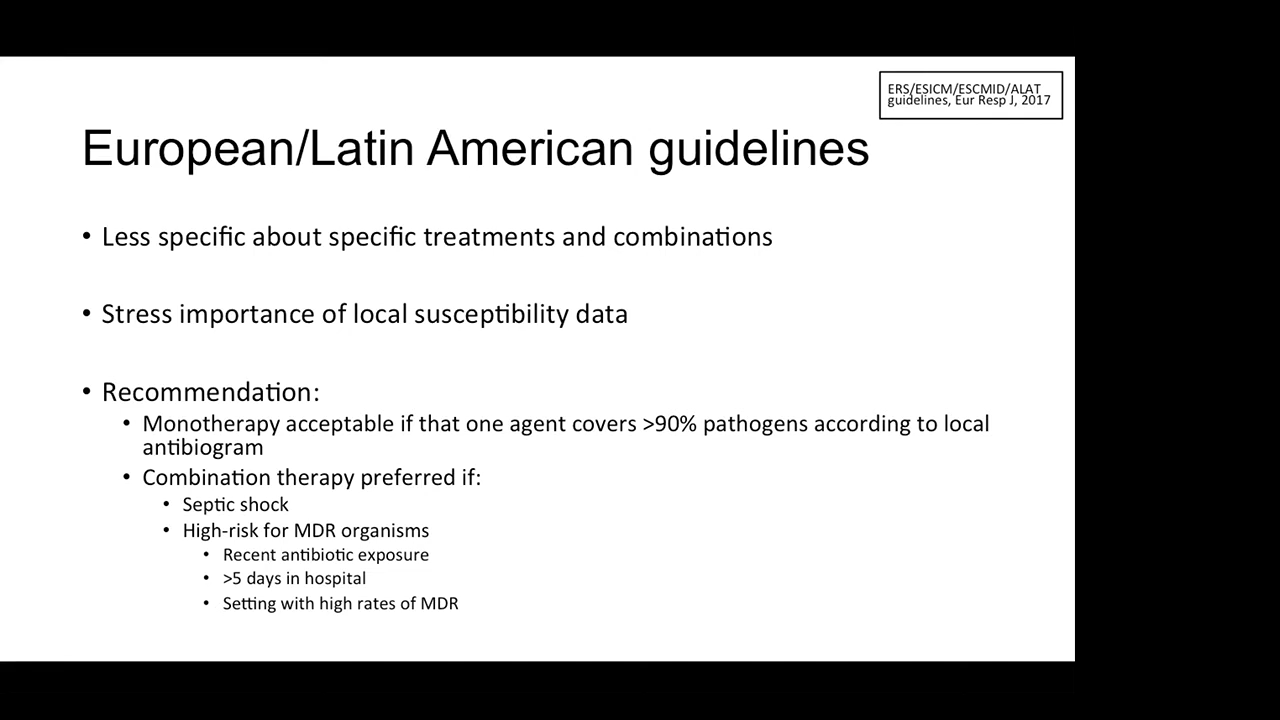 ERS/ESICM/ESCMID/ALAT
guidelines, Eur Resp J, 2017
European/Latin American guidelines
• Less specific about specific treatments and combinations
• Stress importance of local susceptibility data
• Recommendation:
• Monotherapy acceptable if that one agent covers >90% pathogens according to local
antibiogram
• Combination therapy preferred if:
• Septic shock
• High-risk for MDR organisms
• Recent antibiotic exposure
• >5 days in hospital
• Setting with high rates of MDR